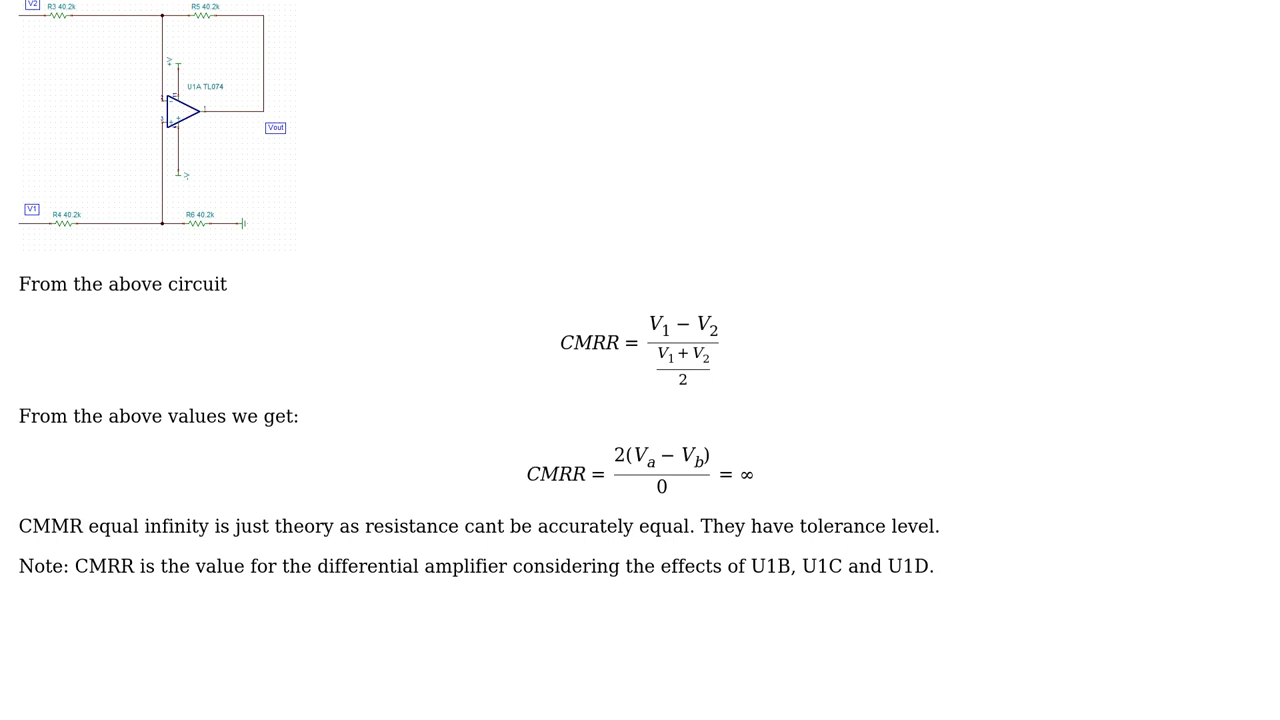 V2 R3 40.2k R5 40.2k
U1A TL074
1
Vout
V1 R4 40.2k R6 40.2k
From the above circuit
CMRR = (V1 − V2) / ((V1 + V2) / 2)
From the above values we get:
CMRR = 2(Va − Vb) / 0 = ∞
CMMR equal infinity is just theory as resistance cant be accurately equal. They have tolerance level.
Note: CMRR is the value for the differential amplifier considering the effects of U1B, U1C and U1D.